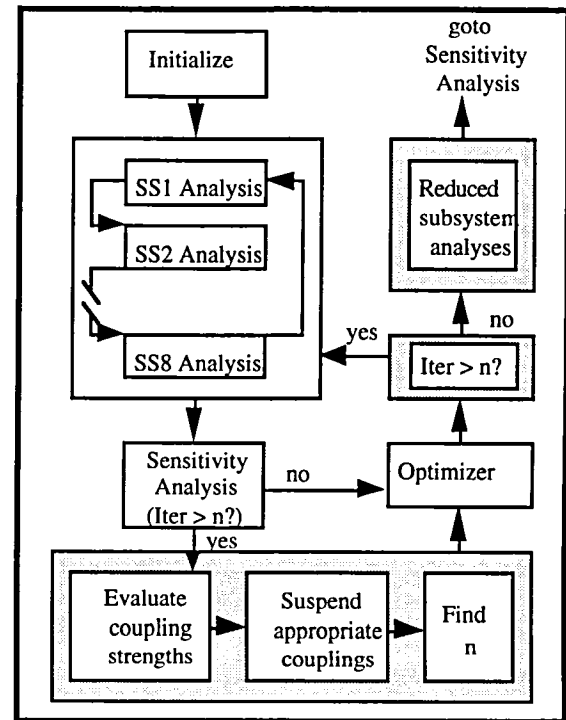 Initialize
goto
Sensitivity
Analysis
SS1 Analysis
SS2 Analysis
SS8 Analysis
Reduced
subsystem
analyses
yes
no
Iter > n?
Sensitivity
Analysis
(Iter > n?)
no
Optimizer
yes
Evaluate
coupling
strengths
Suspend
appropriate
couplings
Find
n